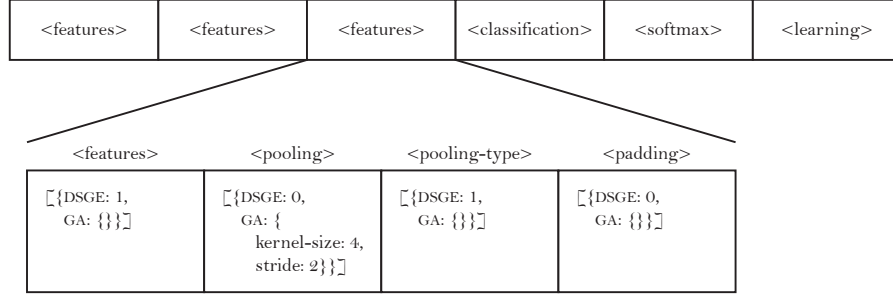 <features> <features> <features> <classification> <softmax> <learning>
<features> <pooling> <pooling-type> <padding>
[{DSGE: 1, [{DSGE: 0, [{DSGE: 1, [{DSGE: 0,
GA: {}}] GA: { GA: {}}] GA: {}}]
kernel-size: 4,
stride: 2}}]